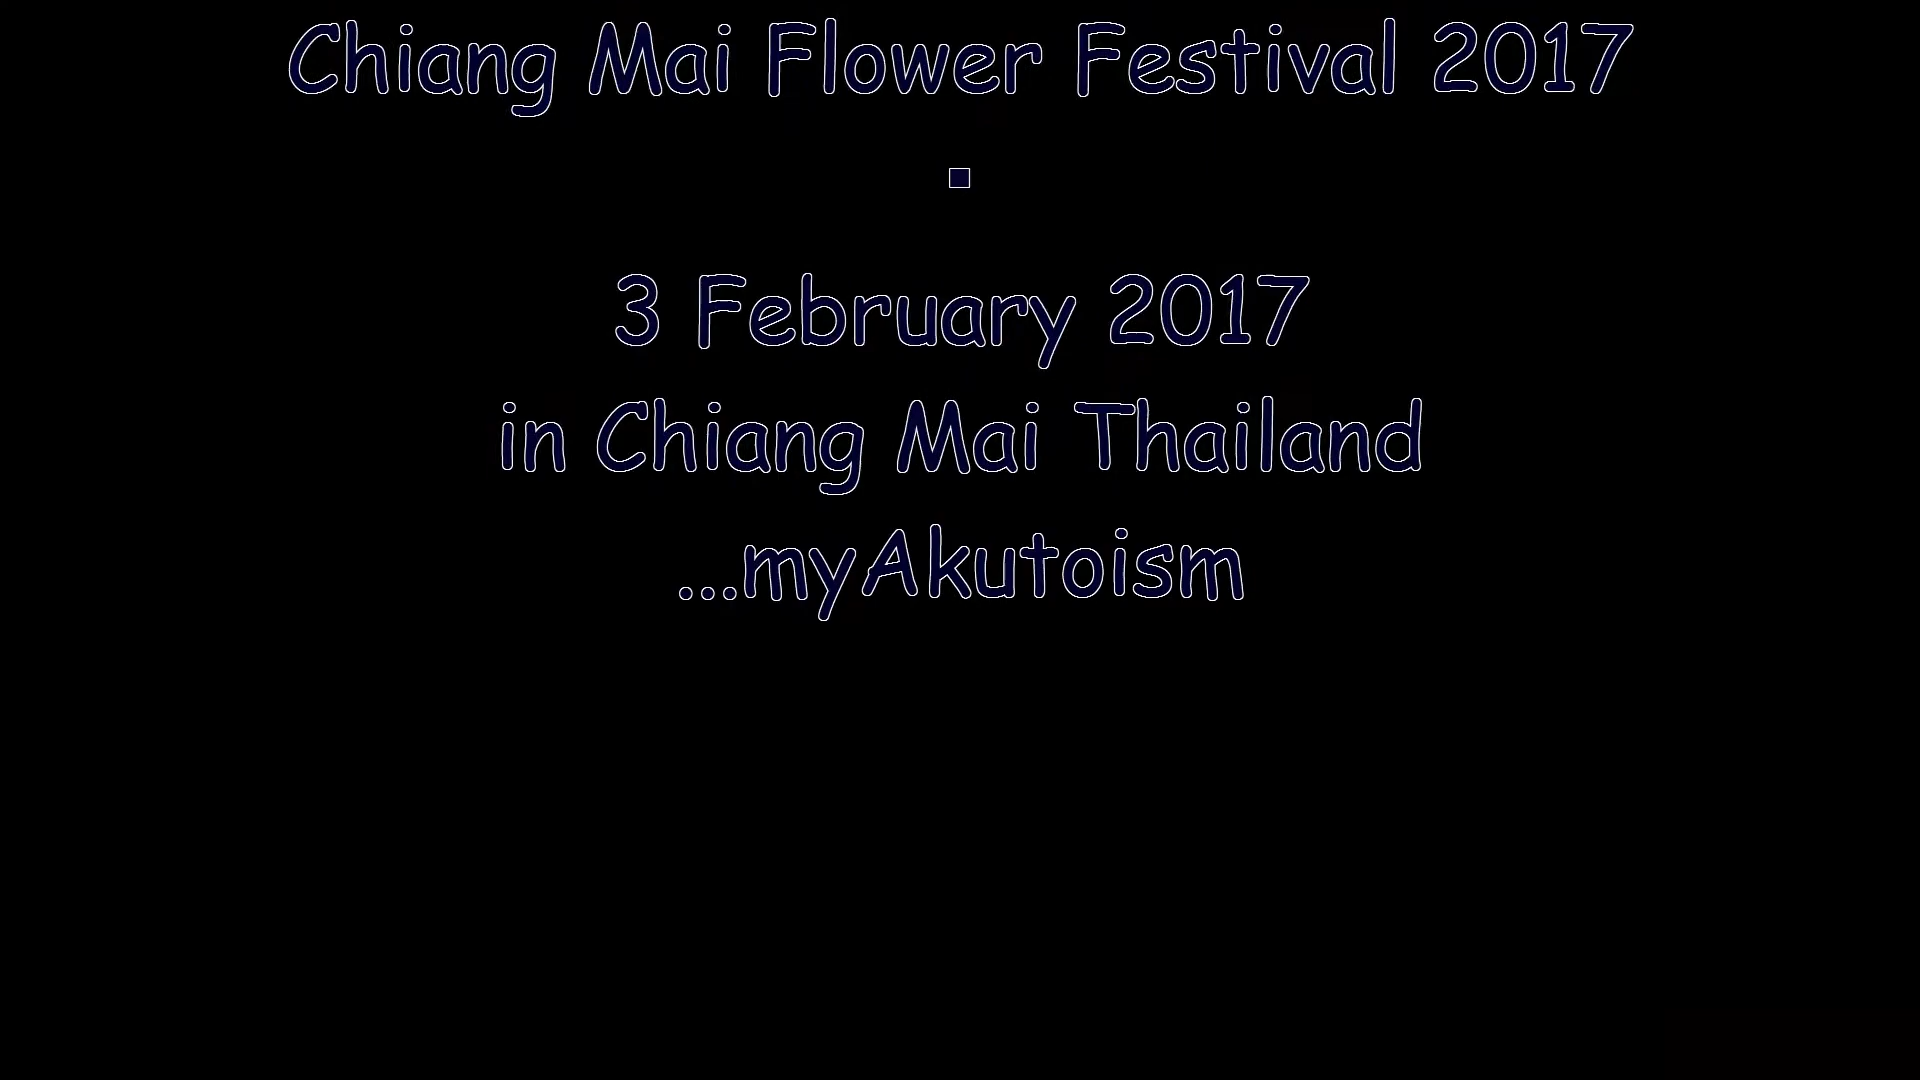 Chiang Mai Flower Festival 2017
▪
3 February 2017
in Chiang Mai Thailand
...myAkutoism